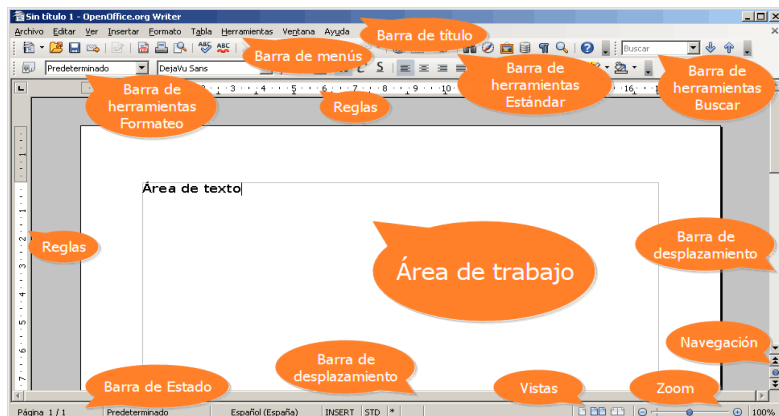 Sin título 1 - OpenOffice.org Writer
Archivo Editar Ver Insertar Formato Tabla Herramientas Ventana Ayuda
Barra de título
Barra de menús
Buscar
Predeterminado
DejaVu Sans
Barra de
herramientas
Formateo
Reglas
Barra de
herramientas
Estándar
Barra de
herramientas
Buscar
Área de texto
Reglas
Área de trabajo
Barra de
desplazamiento
Navegación
Barra de Estado
Barra de
desplazamiento
Vistas
Zoom
Página 1 / 1 Predeterminado Español (España) INSERT STD * 100%